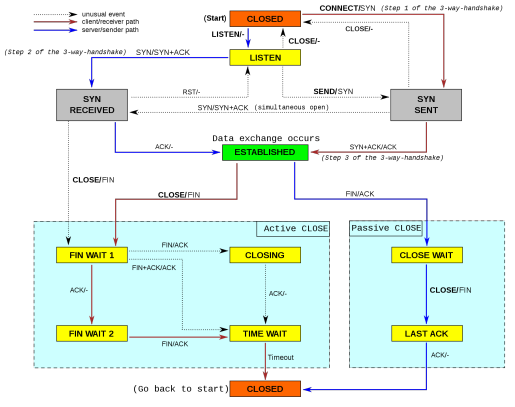 unusual event
client/receiver path
server/sender path
(Start)
CLOSED
CONNECT/SYN (Step 1 of the 3-way-handshake)
CLOSE/-
LISTEN/-
CLOSE/-
(Step 2 of the 3-way-handshake)
SYN/SYN+ACK
LISTEN
RST/-
SEND/SYN
SYN
RECEIVED
SYN/SYN+ACK (simultaneous open)
SYN
SENT
Data exchange occurs
ACK/-
ESTABLISHED
SYN+ACK/ACK
(Step 3 of the 3-way-handshake)
CLOSE/FIN
CLOSE/FIN
FIN/ACK
Active CLOSE
Passive CLOSE
FIN WAIT 1
FIN/ACK
CLOSING
CLOSE WAIT
FIN+ACK/ACK
ACK/-
ACK/-
CLOSE/FIN
FIN WAIT 2
FIN/ACK
TIME WAIT
LAST ACK
Timeout
ACK/-
(Go back to start)
CLOSED